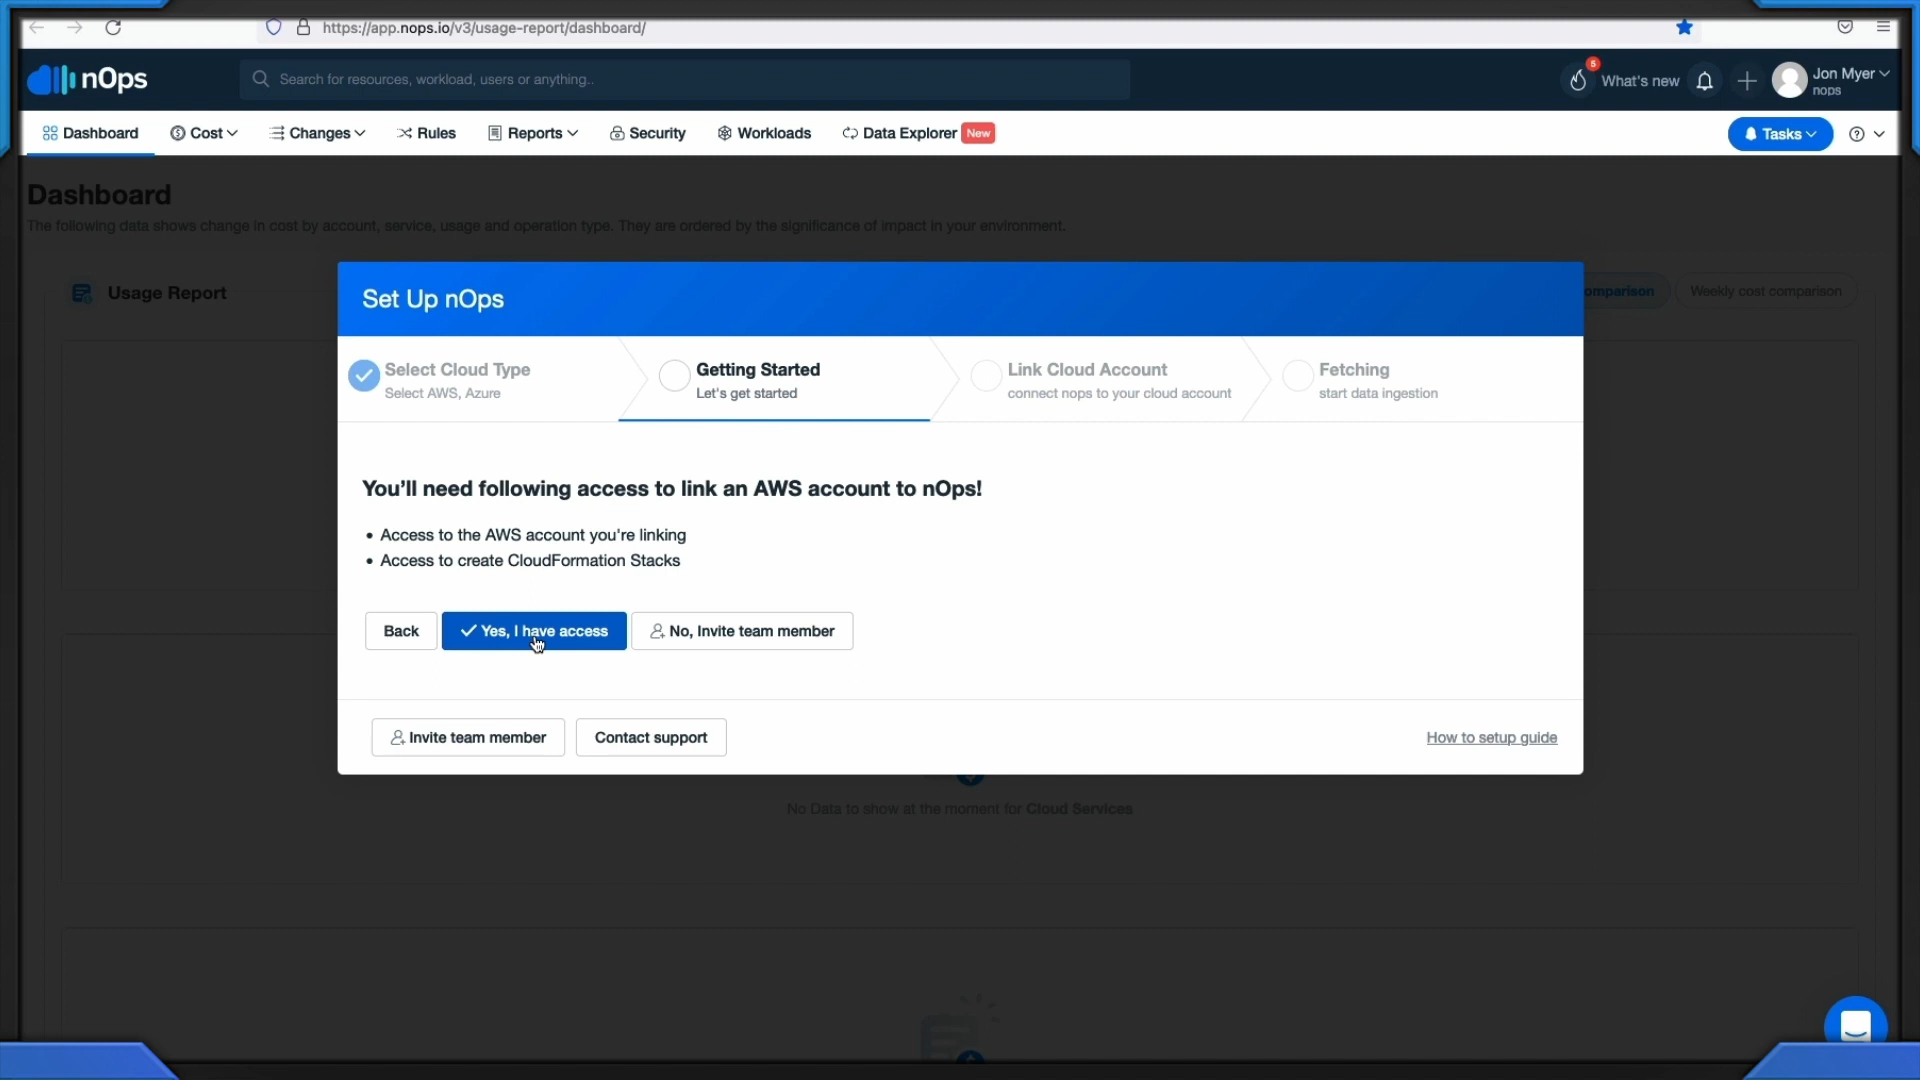 https://app.nops.io/v3/usage-report/dashboard/
nOps
Search for resources, workload, users or anything..
5
What's new
Jon Myer
nops
Dashboard
Cost
Changes
Rules
Reports
Security
Workloads
Data Explorer
New
Tasks
Dashboard
The following data shows change in cost by account, service, usage and operation type. They are ordered by the significance of impact in your environment.
Usage Report
omparison
Weekly cost comparison
Set Up nOps
Select Cloud Type
Select AWS, Azure
Getting Started
Let's get started
Link Cloud Account
connect nops to your cloud account
Fetching
start data ingestion
You'll need following access to link an AWS account to nOps!
• Access to the AWS account you're linking
• Access to create CloudFormation Stacks
Back
Yes, I have access
No, Invite team member
Invite team member
Contact support
How to setup guide
No Data to show at the moment for Cloud Services